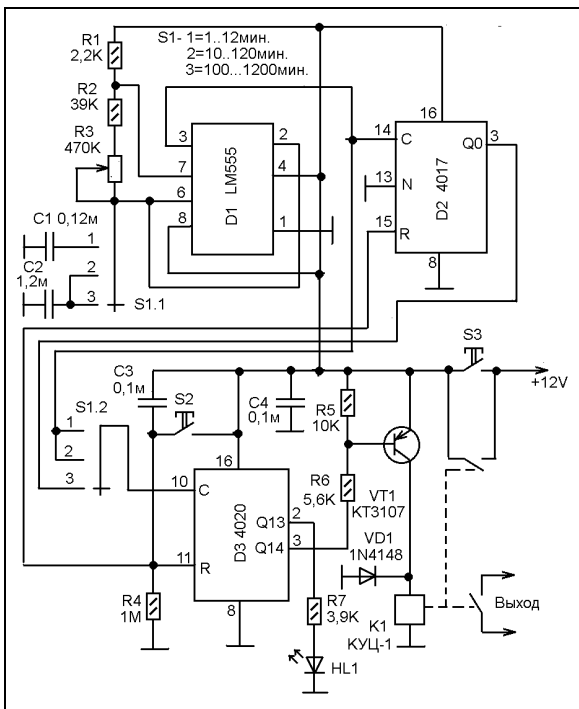 R1
2,2K
S1- 1=1..12мин.
2=10..120мин.
3=100...1200мин.
R2
39K
R3
470K
3
7
6
8
LM555
D1
2
4
1
16
14
C
Q0
3
13
N
15
R
D2 4017
8
C1 0,12м
1
C2
1,2м
2
3
S1.1
S3
+12V
C3
0,1м
S2
C4
0,1м
R5
10K
S1.2
1
2
3
16
10
C
Q13
2
Q14
3
11
R
D3 4020
8
R6
5,6K
VT1
КТ3107
VD1
1N4148
R4
1M
R7
3,9K
HL1
K1
КУЦ-1
Выход